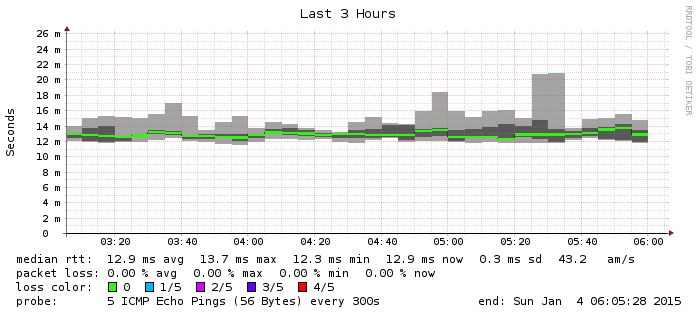 Last 3 Hours
RRDTOOL / TOBI OETIKER
Seconds
26 m
24 m
22 m
20 m
18 m
16 m
14 m
12 m
10 m
8 m
6 m
4 m
2 m
0
03:20 03:40 04:00 04:20 04:40 05:00 05:20 05:40 06:00
median rtt: 12.9 ms avg 13.7 ms max 12.3 ms min 12.9 ms now 0.3 ms sd 43.2 am/s
packet loss: 0.00 % avg 0.00 % max 0.00 % min 0.00 % now
loss color: 0 1/5 2/5 3/5 4/5
probe: 5 ICMP Echo Pings (56 Bytes) every 300s end: Sun Jan 4 06:05:28 2015